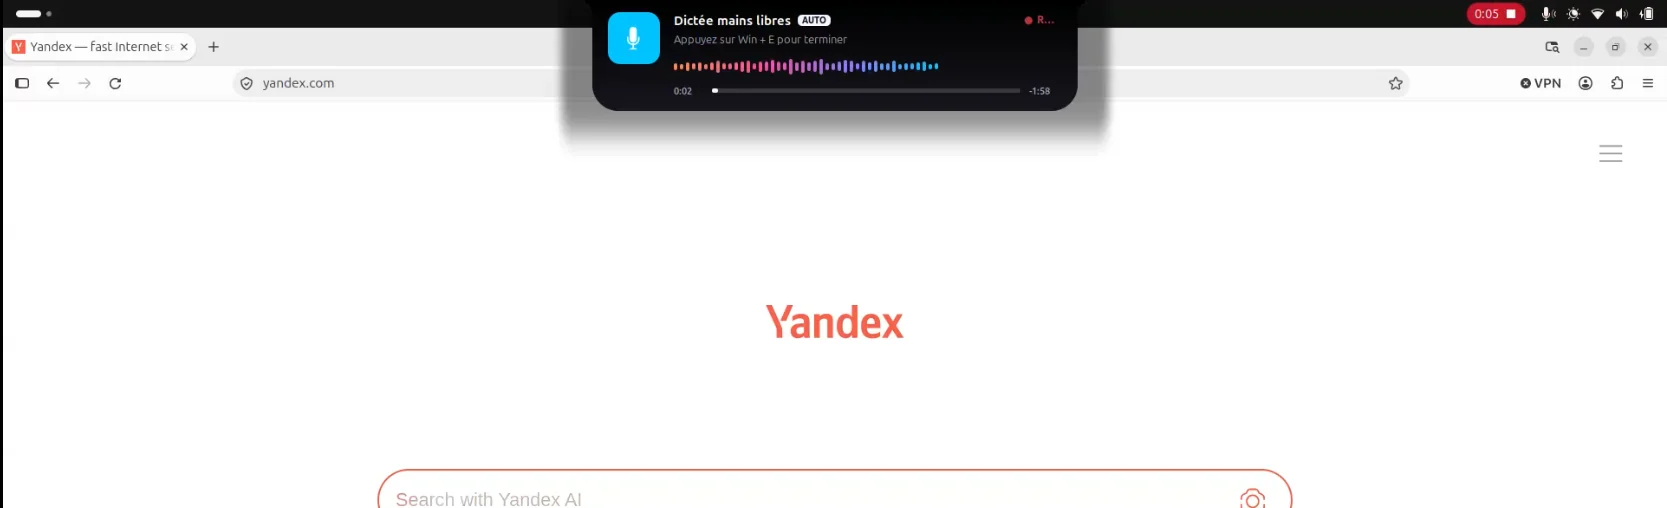 Dictée mains libres AUTO
R...
0:05
Appuyez sur Win + E pour terminer
Yandex — fast Internet s
0:02
-1:58
yandex.com
VPN
Yandex
Search with Yandex AI